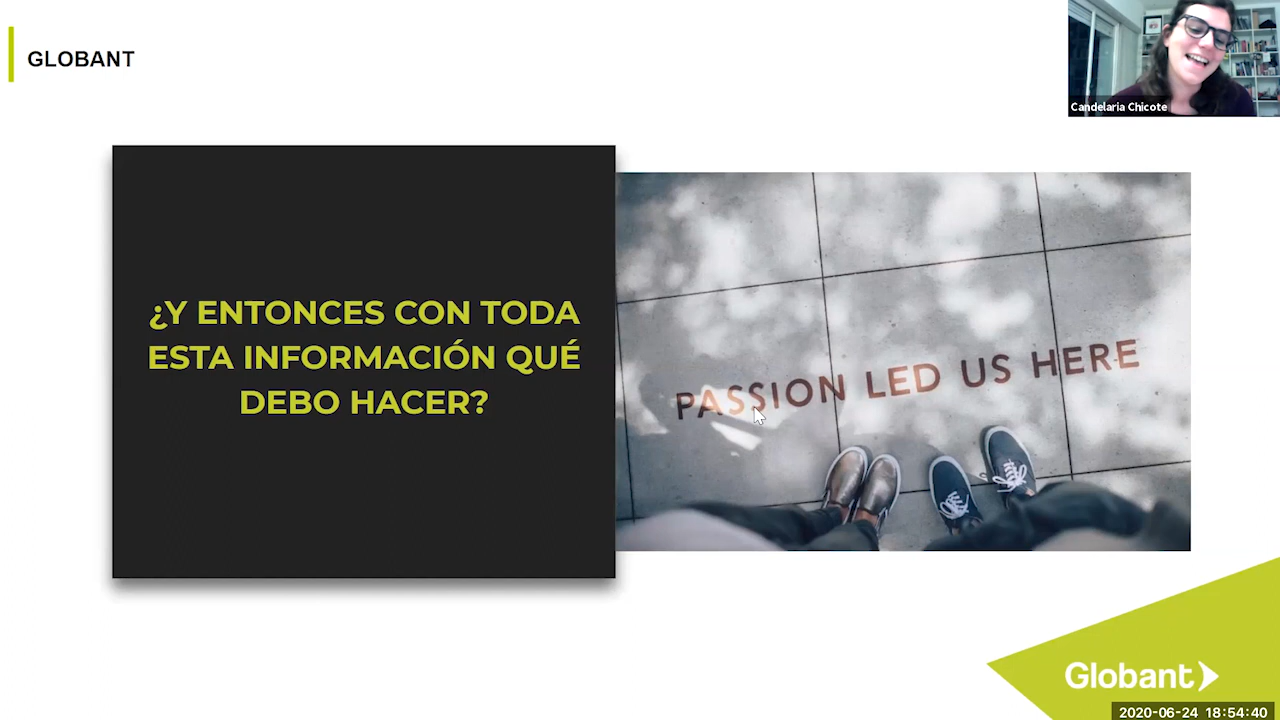 GLOBANT
Candelaria Chicote
¿Y ENTONCES CON TODA
ESTA INFORMACIÓN QUÉ
DEBO HACER?
PASSION LED US HERE
Globant
2020-06-24 18:54:40